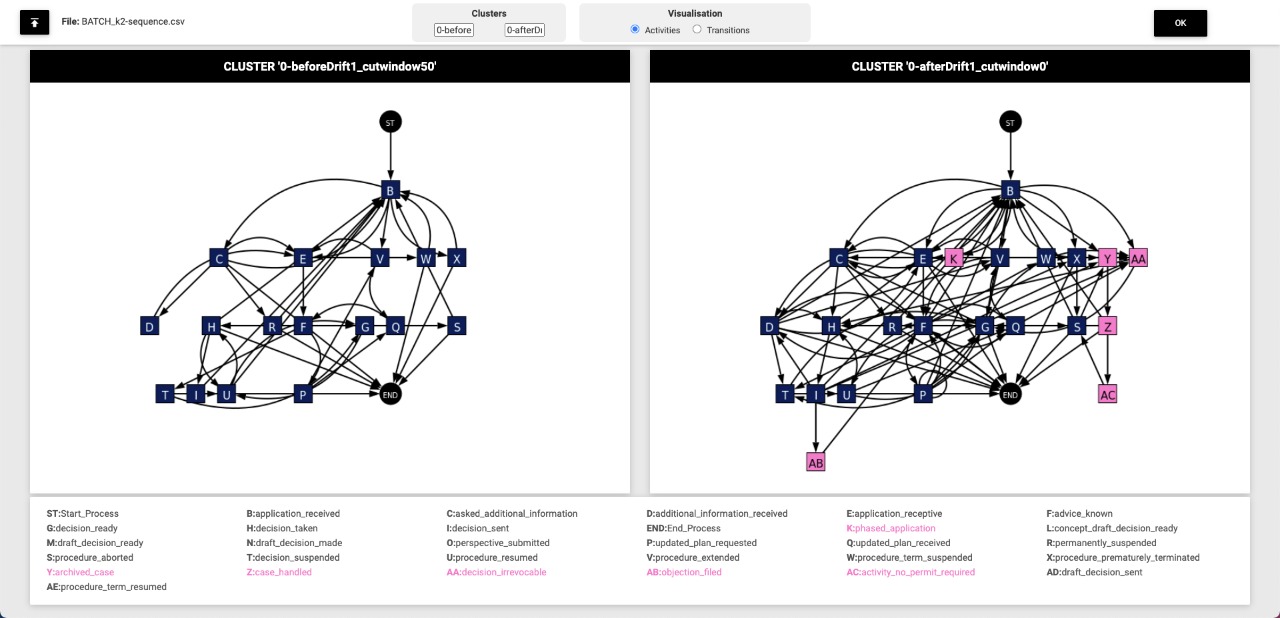 File: BATCH_k2-sequence.csv
Clusters
0-before 0-afterDi
Visualisation
Activities Transitions
OK
CLUSTER '0-beforeDrift1_cutwindow50'
CLUSTER '0-afterDrift1_cutwindow0'
ST
B
C E V W X
D H R F G Q S
T I U P END
ST
B
C E K V W X Y AA
D H R F G Q S Z
T I U P END AC
AB
ST:Start_Process B:application_received C:asked_additional_information D:additional_information_received E:application_receptive F:advice_known
G:decision_ready H:decision_taken I:decision_sent END:End_Process K:phased_application L:concept_draft_decision_ready
M:draft_decision_ready N:draft_decision_made O:perspective_submitted P:updated_plan_requested Q:updated_plan_received R:permanently_suspended
S:procedure_aborted T:decision_suspended U:procedure_resumed V:procedure_extended W:procedure_term_suspended X:procedure_prematurely_terminated
Y:archived_case Z:case_handled AA:decision_irrevocable AB:objection_filed AC:activity_no_permit_required AD:draft_decision_sent
AE:procedure_term_resumed